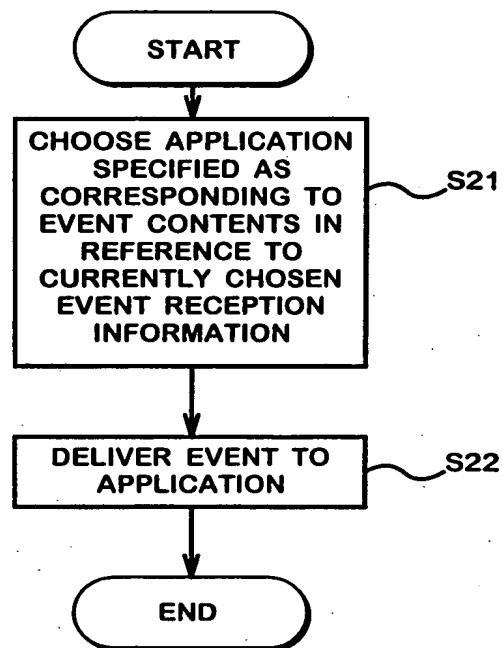 START
CHOOSE APPLICATION
SPECIFIED AS
CORRESPONDING TO
EVENT CONTENTS IN
REFERENCE TO
CURRENTLY CHOSEN
EVENT RECEPTION
INFORMATION
S21
DELIVER EVENT TO
APPLICATION
S22
END